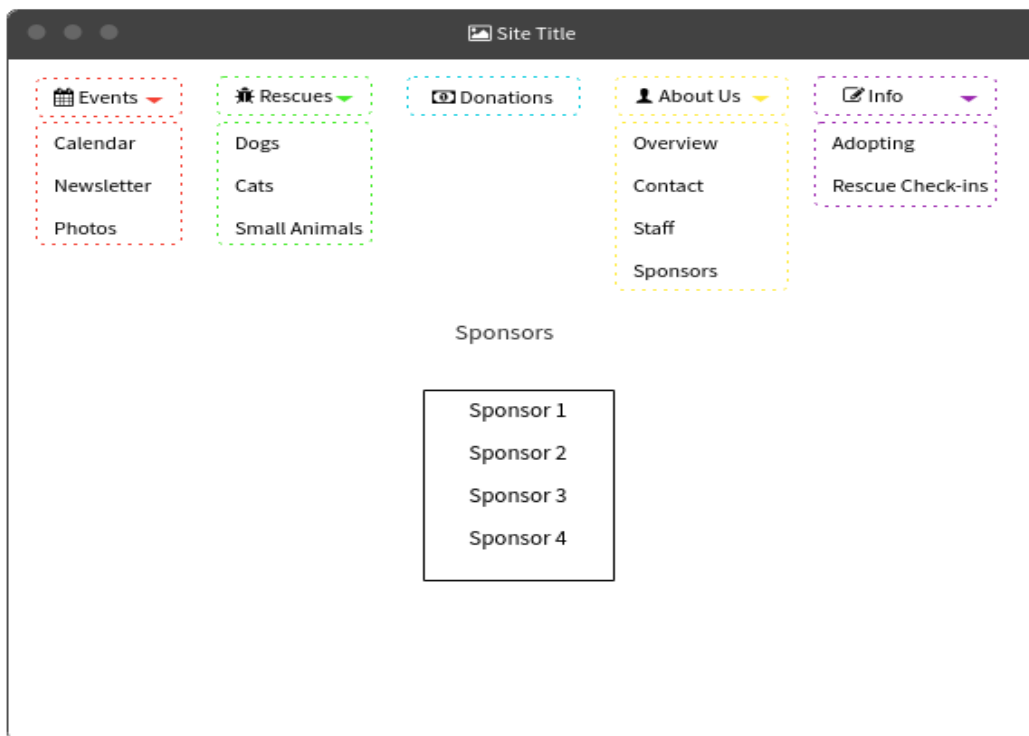 Site Title
Events
Rescues
Donations
About Us
Info
Calendar
Newsletter
Photos
Dogs
Cats
Small Animals
Overview
Contact
Staff
Sponsors
Adopting
Rescue Check-ins
Sponsors
Sponsor 1
Sponsor 2
Sponsor 3
Sponsor 4